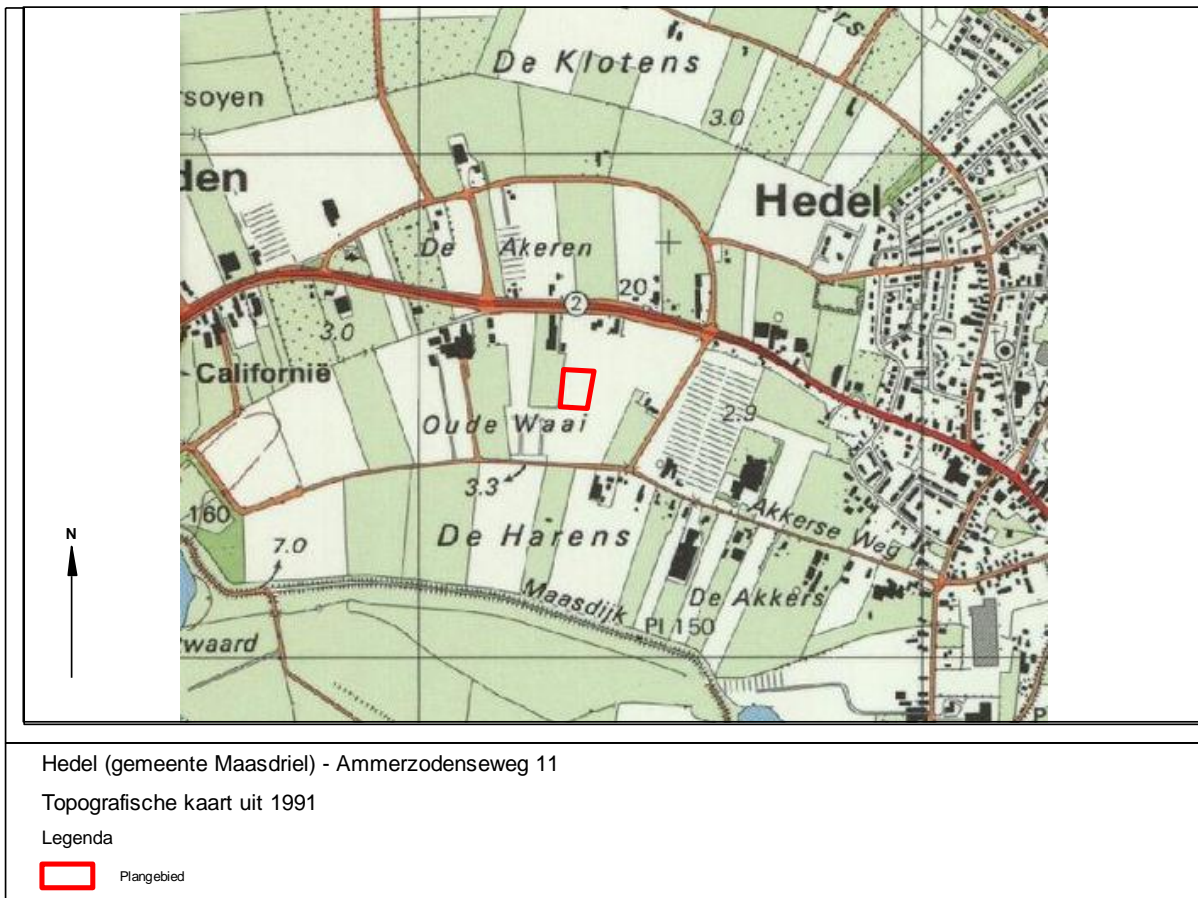 De Klotens
ers
soyen
3.0
den
Hedel
De Akeren
20
2
3.0
Californië
Oude Waai
2.9
3.3
160
De Harens
Akkerse Weg
N
7.0
Maasdijk
De Akkers
Pl 150
waard
P
Hedel (gemeente Maasdriel) - Ammerzodenseweg 11
Topografische kaart uit 1991
Legenda
Plangebied